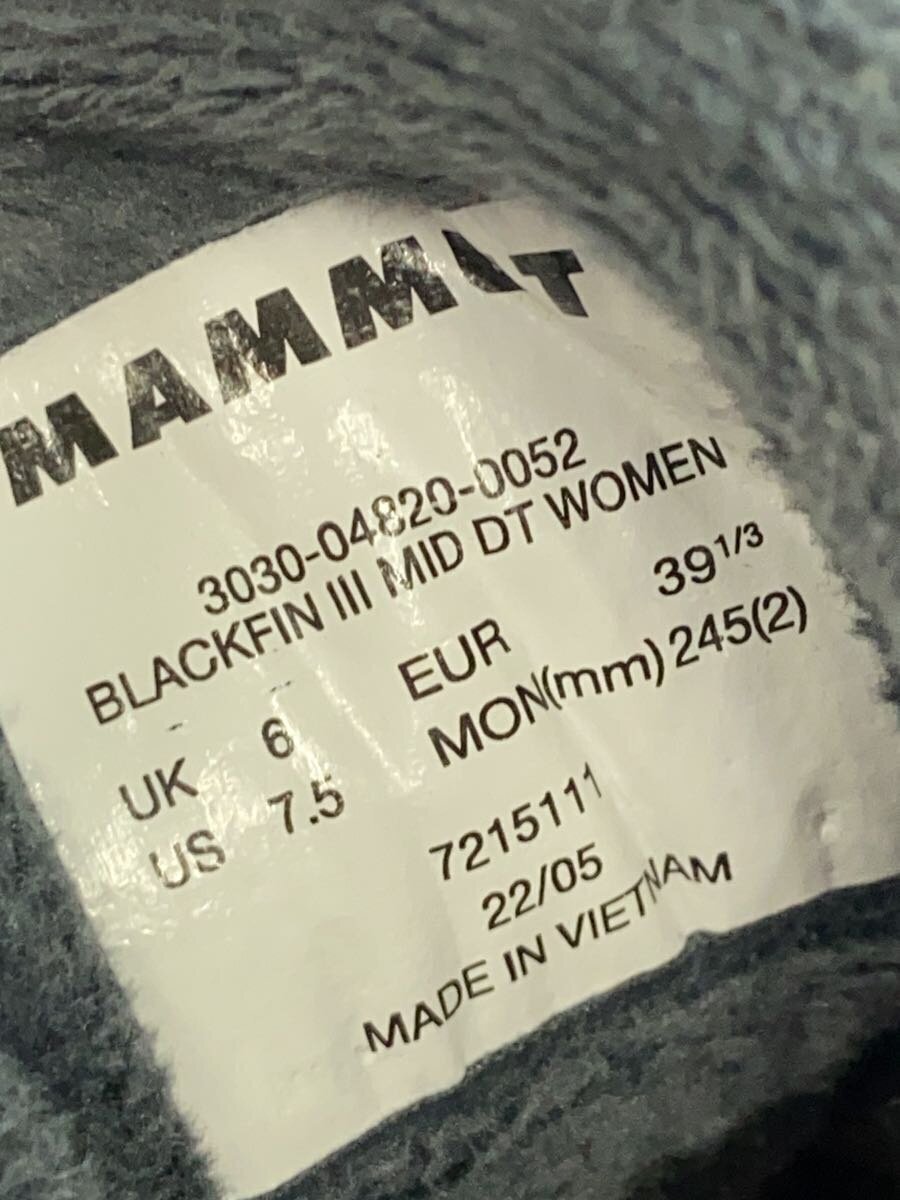 MAMMUT
3030-04820-0052
BLACKFIN III MID DT WOMEN
UK 6 EUR 39 1/3
US 7.5 MON(mm) 245(2)
7215111
22/05
MADE IN VIETNAM